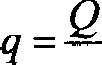 q = Q